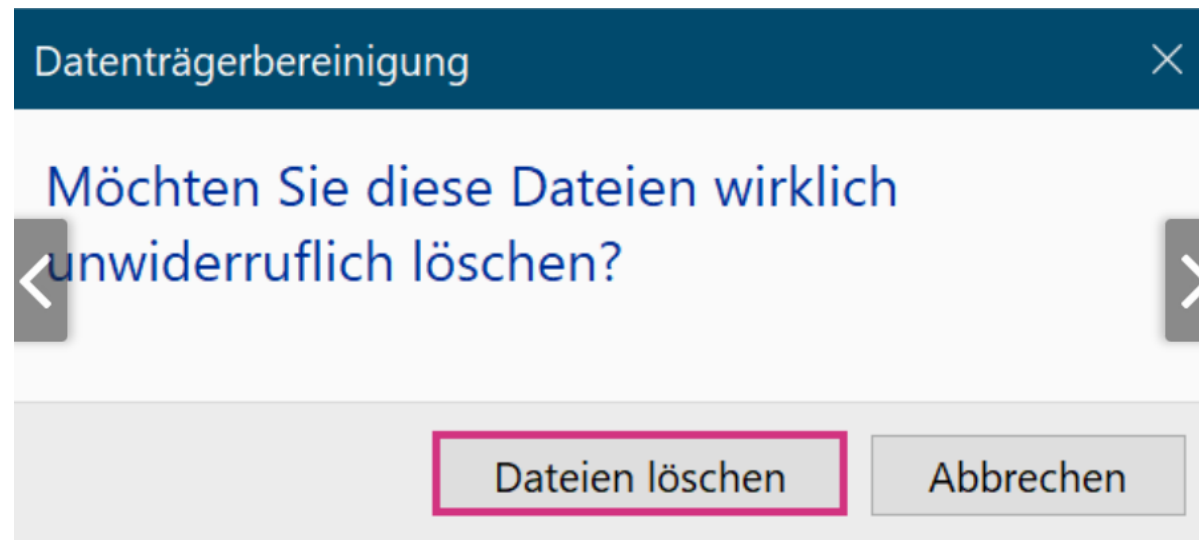 Datenträgerbereinigung
Möchten Sie diese Dateien wirklich
unwiderruflich löschen?
Dateien löschen
Abbrechen